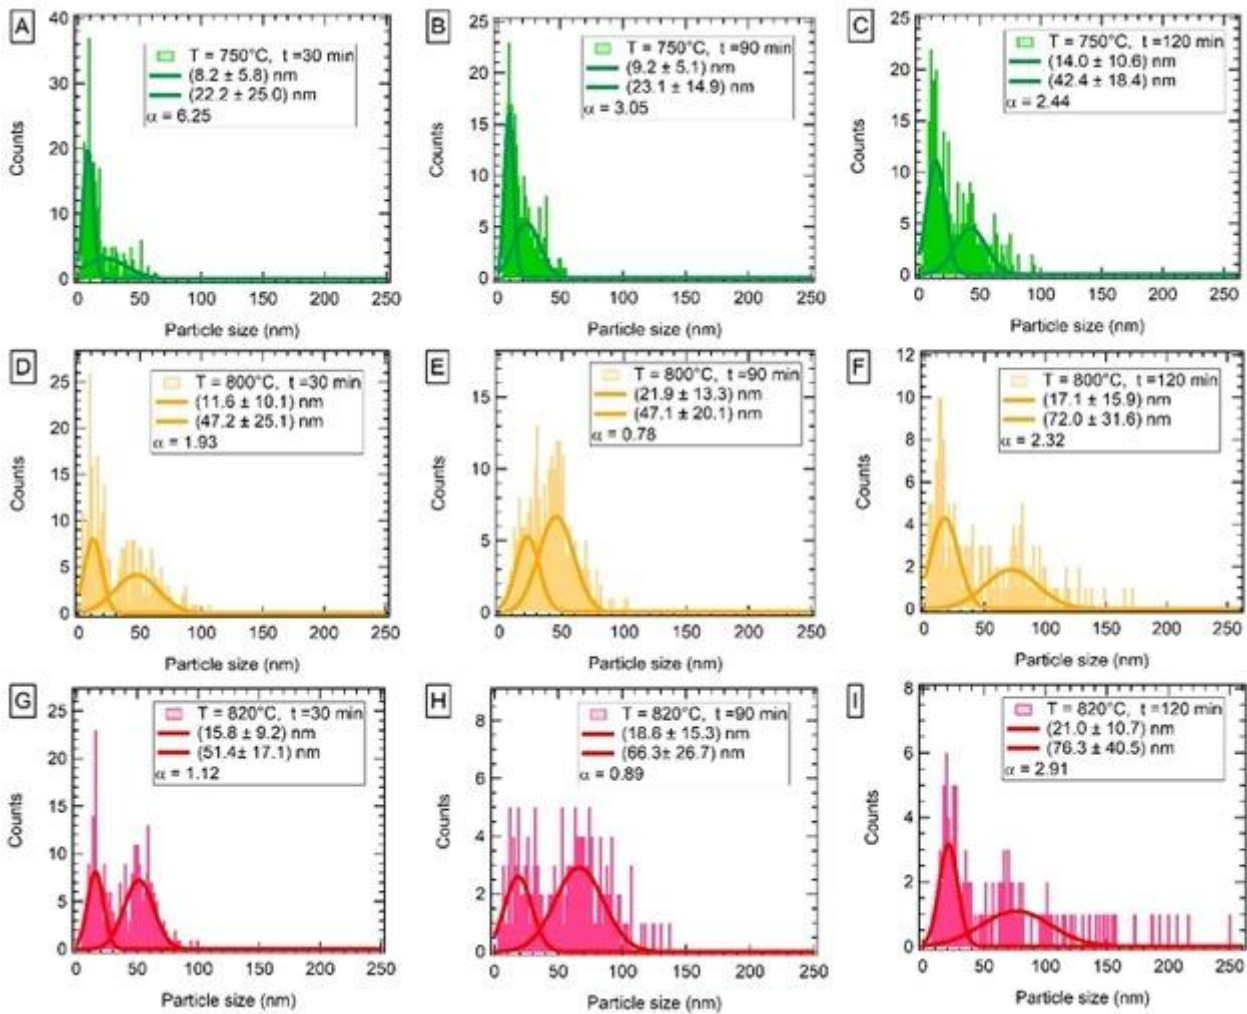 A
40
30
20
10
0
Counts
T = 750°C, t =30 min
(8.2 ± 5.8) nm
(22.2 ± 25.0) nm
α = 6.25
0 50 100 150 200 250
Particle size (nm)
B
25
20
15
10
5
0
Counts
T = 750°C, t =90 min
(9.2 ± 5.1) nm
(23.1 ± 14.9) nm
α = 3.05
0 50 100 150 200 250
Particle size (nm)
C
25
20
15
10
5
0
Counts
T = 750°C, t =120 min
(14.0 ± 10.6) nm
(42.4 ± 18.4) nm
α = 2.44
0 50 100 150 200 250
Particle size (nm)
D
25
20
15
10
5
0
Counts
T = 800°C, t =30 min
(11.6 ± 10.1) nm
(47.2 ± 25.1) nm
α = 1.93
0 50 100 150 200 250
Particle size (nm)
E
15
10
5
0
Counts
T = 800°C, t =90 min
(21.9 ± 13.3) nm
(47.1 ± 20.1) nm
α = 0.78
0 50 100 150 200 250
Particle size (nm)
F
12
10
8
6
4
2
0
Counts
T = 800°C, t =120 min
(17.1 ± 15.9) nm
(72.0 ± 31.6) nm
α = 2.32
0 50 100 150 200 250
Particle size (nm)
G
25
20
15
10
5
0
Counts
T = 820°C, t =30 min
(15.8 ± 9.2) nm
(51.4 ± 17.1) nm
α = 1.12
0 50 100 150 200 250
Particle size (nm)
H
8
6
4
2
0
Counts
T = 820°C, t =90 min
(18.6 ± 15.3) nm
(66.3 ± 26.7) nm
α = 0.89
0 50 100 150 200 250
Particle size (nm)
I
8
6
4
2
0
Counts
T = 820°C, t =120 min
(21.0 ± 10.7) nm
(76.3 ± 40.5) nm
α = 2.91
0 50 100 150 200 250
Particle size (nm)